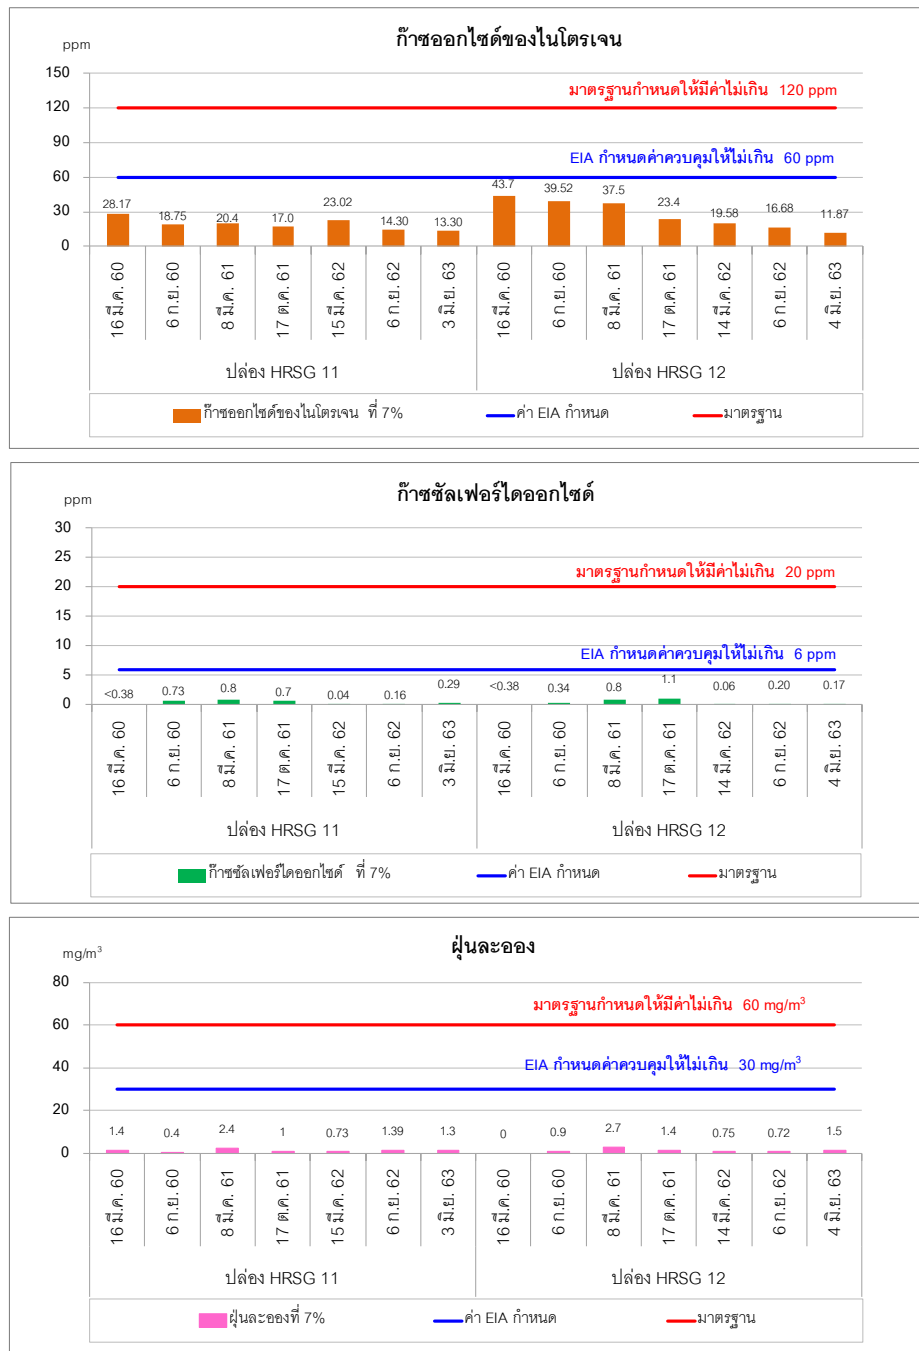 ก๊าซออกไซด์ของไนโตรเจน
ppm
150
มาตรฐานกำหนดให้มีค่าไม่เกิน 120 ppm
120
90
EIA กำหนดค่าควบคุมให้ไม่เกิน 60 ppm
60
30
0
28.17 18.75 20.4 17.0 23.02 14.30 13.30 43.7 39.52 37.5 23.4 19.58 16.68 11.87
16 มี.ค. 60 6 ก.ย. 60 8 มี.ค. 61 17 ต.ค. 61 15 มี.ค. 62 6 ก.ย. 62 3 มิ.ย. 63 16 มี.ค. 60 6 ก.ย. 60 8 มี.ค. 61 17 ต.ค. 61 14 มี.ค. 62 6 ก.ย. 62 4 มิ.ย. 63
ปล่อง HRSG 11 ปล่อง HRSG 12
ก๊าซออกไซด์ของไนโตรเจน ที่ 7% ค่า EIA กำหนด มาตรฐาน
ก๊าซซัลเฟอร์ไดออกไซด์
ppm
30
25
มาตรฐานกำหนดให้มีค่าไม่เกิน 20 ppm
20
15
10
EIA กำหนดค่าควบคุมให้ไม่เกิน 6 ppm
5
0
<0.38 0.73 0.8 0.7 0.04 0.16 0.29 <0.38 0.34 0.8 1.1 0.06 0.20 0.17
16 มี.ค. 60 6 ก.ย. 60 8 มี.ค. 61 17 ต.ค. 61 15 มี.ค. 62 6 ก.ย. 62 3 มิ.ย. 63 16 มี.ค. 60 6 ก.ย. 60 8 มี.ค. 61 17 ต.ค. 61 14 มี.ค. 62 6 ก.ย. 62 4 มิ.ย. 63
ปล่อง HRSG 11 ปล่อง HRSG 12
ก๊าซซัลเฟอร์ไดออกไซด์ ที่ 7% ค่า EIA กำหนด มาตรฐาน
ฝุ่นละออง
mg/m³
80
มาตรฐานกำหนดให้มีค่าไม่เกิน 60 mg/m³
60
EIA กำหนดค่าควบคุมให้ไม่เกิน 30 mg/m³
40
20
0
1.4 0.4 2.4 1 0.73 1.39 1.3 0 0.9 2.7 1.4 0.75 0.72 1.5
16 มี.ค. 60 6 ก.ย. 60 8 มี.ค. 61 17 ต.ค. 61 15 มี.ค. 62 6 ก.ย. 62 3 มิ.ย. 63 16 มี.ค. 60 6 ก.ย. 60 8 มี.ค. 61 17 ต.ค. 61 14 มี.ค. 62 6 ก.ย. 62 4 มิ.ย. 63
ปล่อง HRSG 11 ปล่อง HRSG 12
ฝุ่นละอองที่ 7% ค่า EIA กำหนด มาตรฐาน